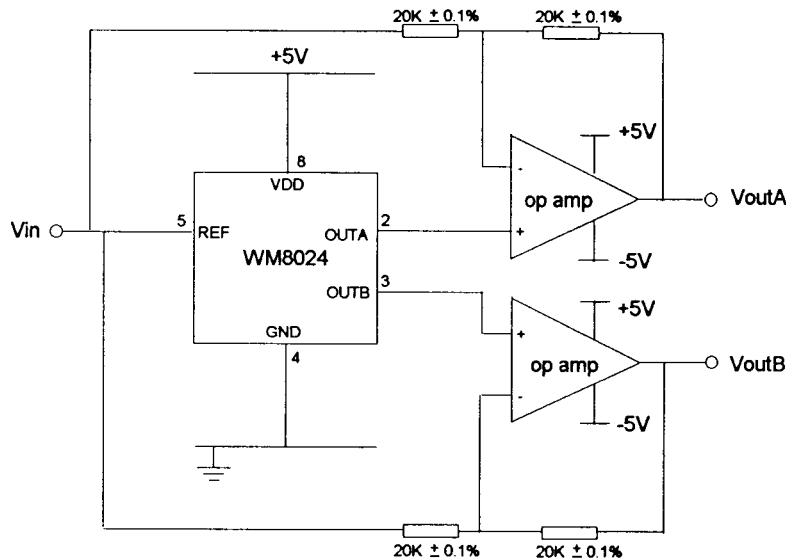 20K ± 0.1%
20K ± 0.1%
+5V
8
VDD
+5V
-
op amp
VoutA
Vin
5
REF
OUTA
2
+
WM8024
-5V
OUTB
3
+5V
GND
4
+
op amp
VoutB
-
-5V
20K ± 0.1%
20K ± 0.1%